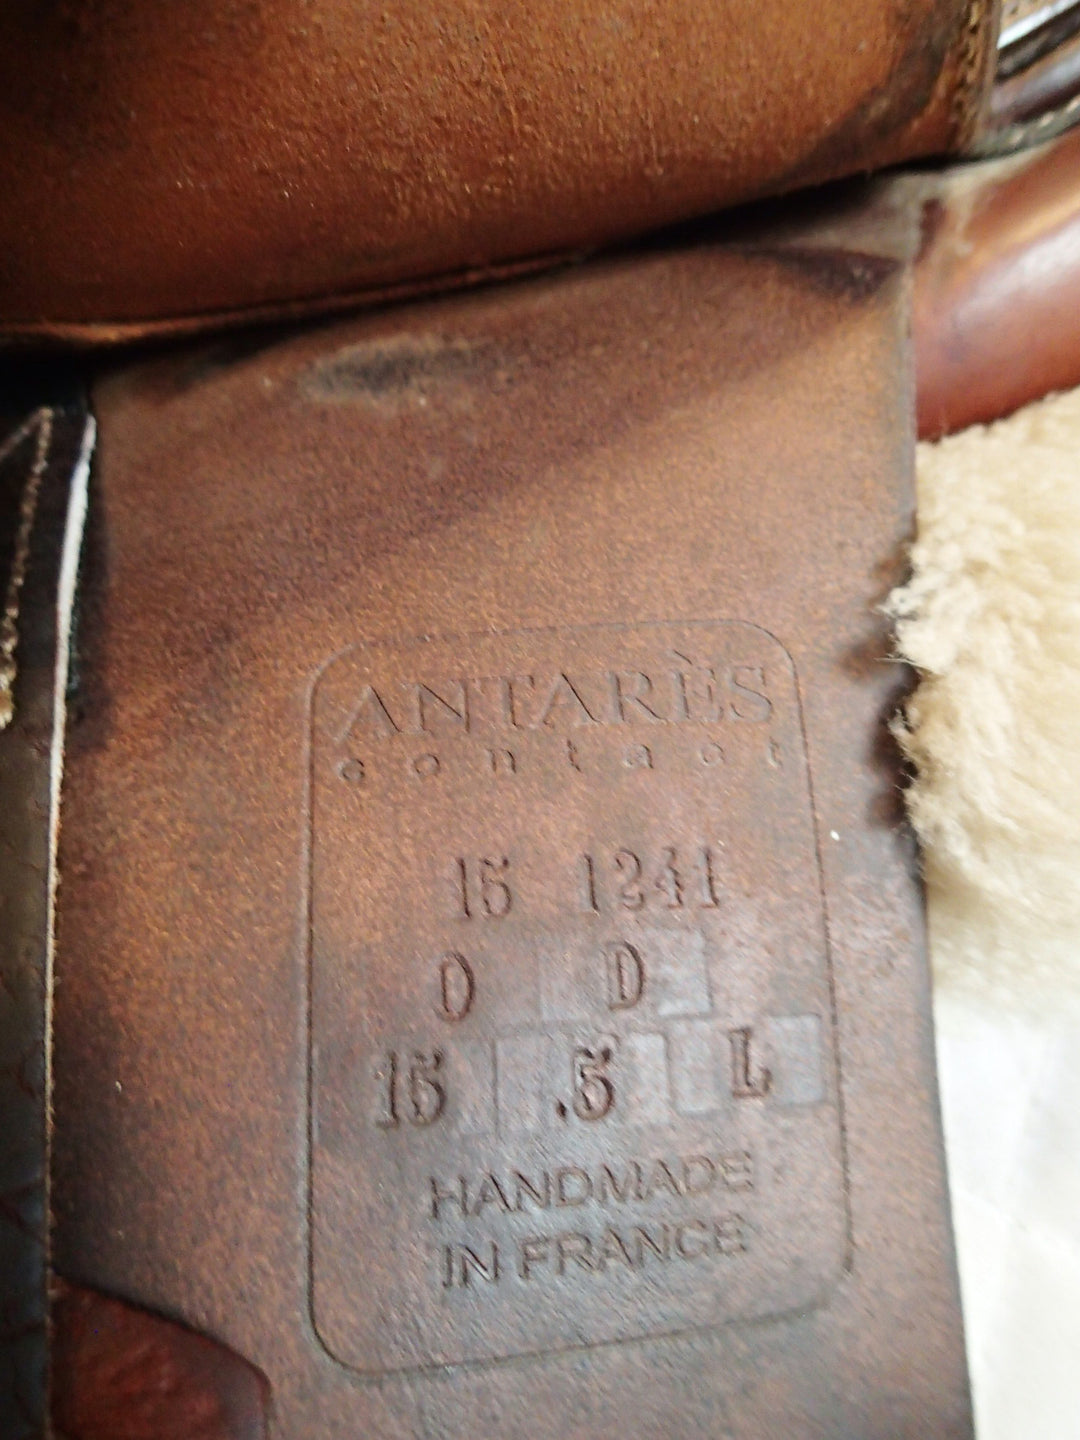 ANTARÈS
contact
15 1241
0 D
15 .5 L
HANDMADE
IN FRANCE